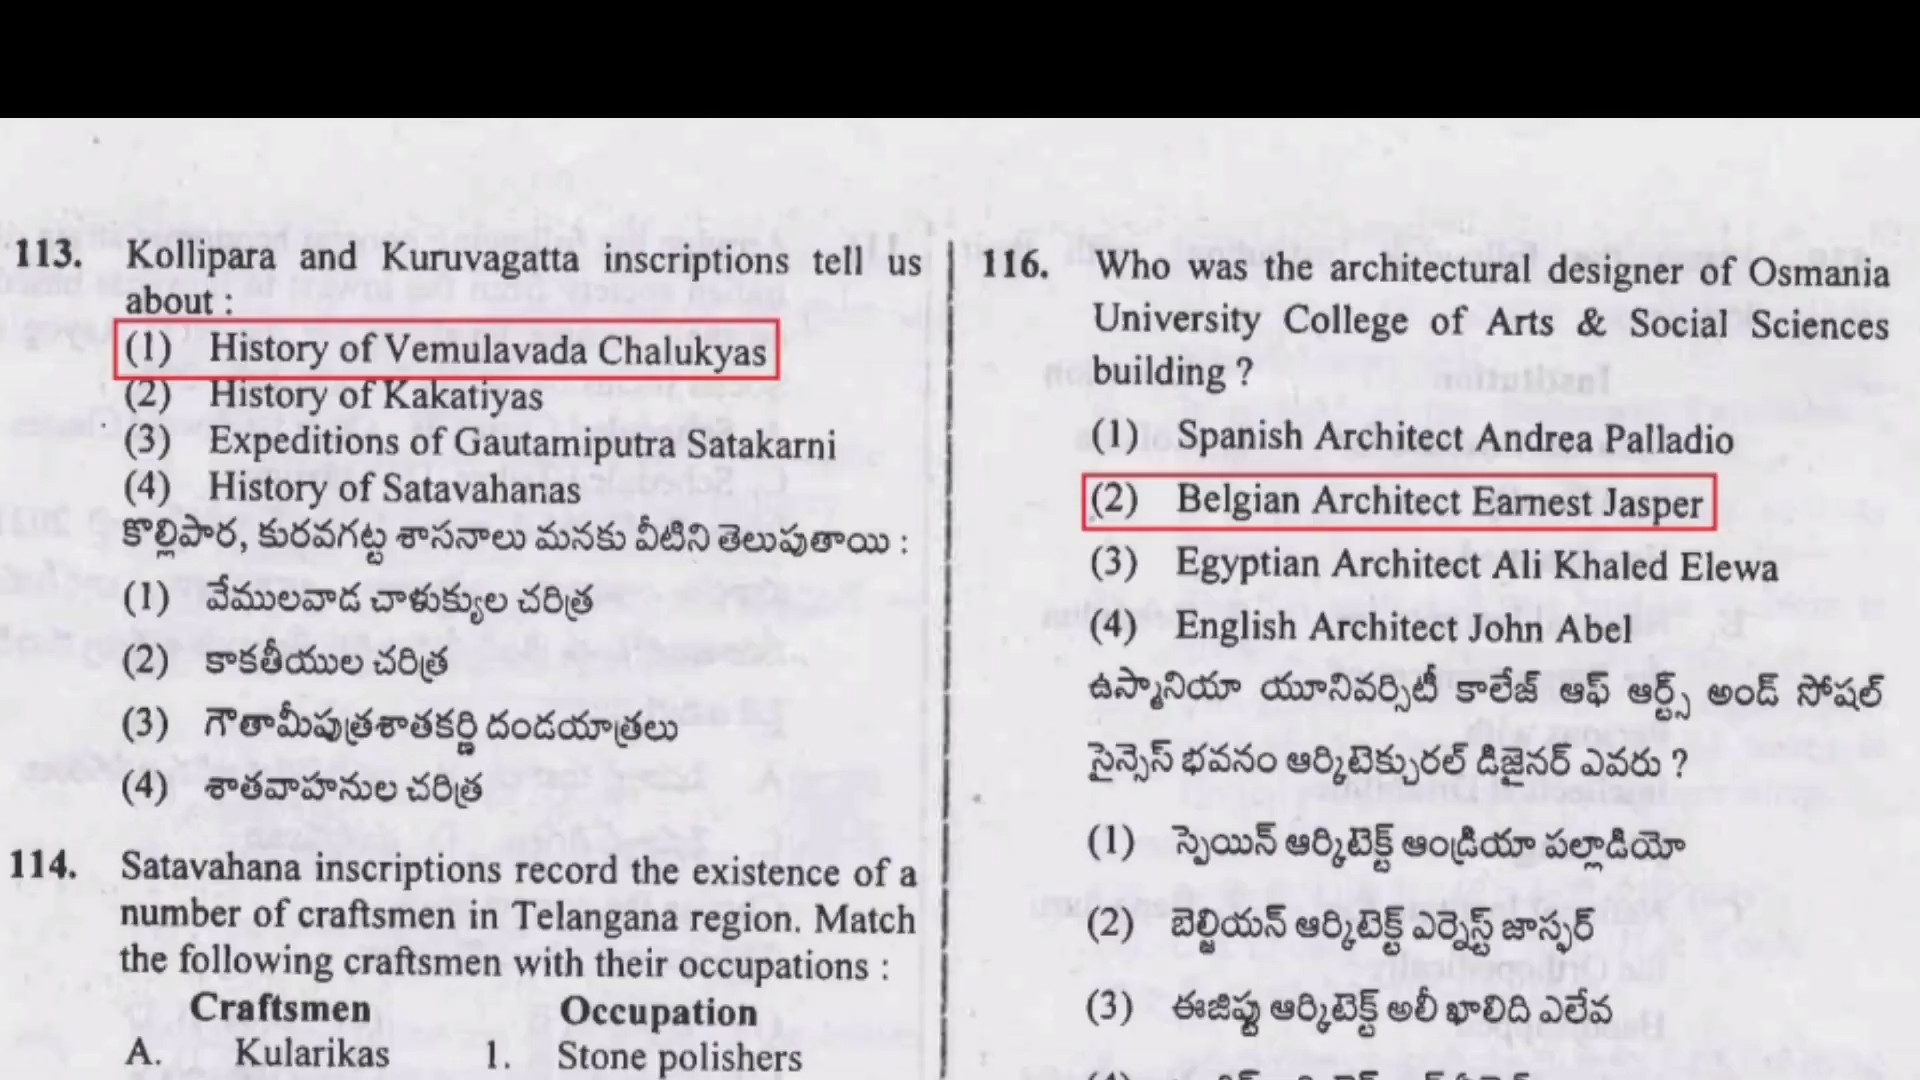 113. Kollipara and Kuruvagatta inscriptions tell us
about :
(1) History of Vemulavada Chalukyas
(2) History of Kakatiyas
(3) Expeditions of Gautamiputra Satakarni
(4) History of Satavahanas
కొల్లిపార, కురవగట్ట శాసనాలు మనకు వీటిని తెలుపుతాయి :
(1) వేములవాడ చాళుక్యుల చరిత్ర
(2) కాకతీయుల చరిత్ర
(3) గౌతామీపుత్రశాతకర్ణి దండయాత్రలు
(4) శాతవాహనుల చరిత్ర
114. Satavahana inscriptions record the existence of a
number of craftsmen in Telangana region. Match
the following craftsmen with their occupations :
Craftsmen Occupation
A. Kularikas 1. Stone polishers
116. Who was the architectural designer of Osmania
University College of Arts & Social Sciences
building ?
(1) Spanish Architect Andrea Palladio
(2) Belgian Architect Earnest Jasper
(3) Egyptian Architect Ali Khaled Elewa
(4) English Architect John Abel
ఉస్మానియా యూనివర్సిటీ కాలేజ్ ఆఫ్ ఆర్ట్స్ అండ్ సోషల్
సైన్సెస్ భవనం ఆర్కిటెక్చురల్ డిజైనర్ ఎవరు ?
(1) స్పెయిన్ ఆర్కిటెక్ట్ ఆండ్రియా పల్లాడియో
(2) బెల్జియన్ ఆర్కిటెక్ట్ ఎర్నెస్ట్ జాస్పర్
(3) ఈజిప్టు ఆర్కిటెక్ట్ అలీ ఖాలిది ఎలేవ